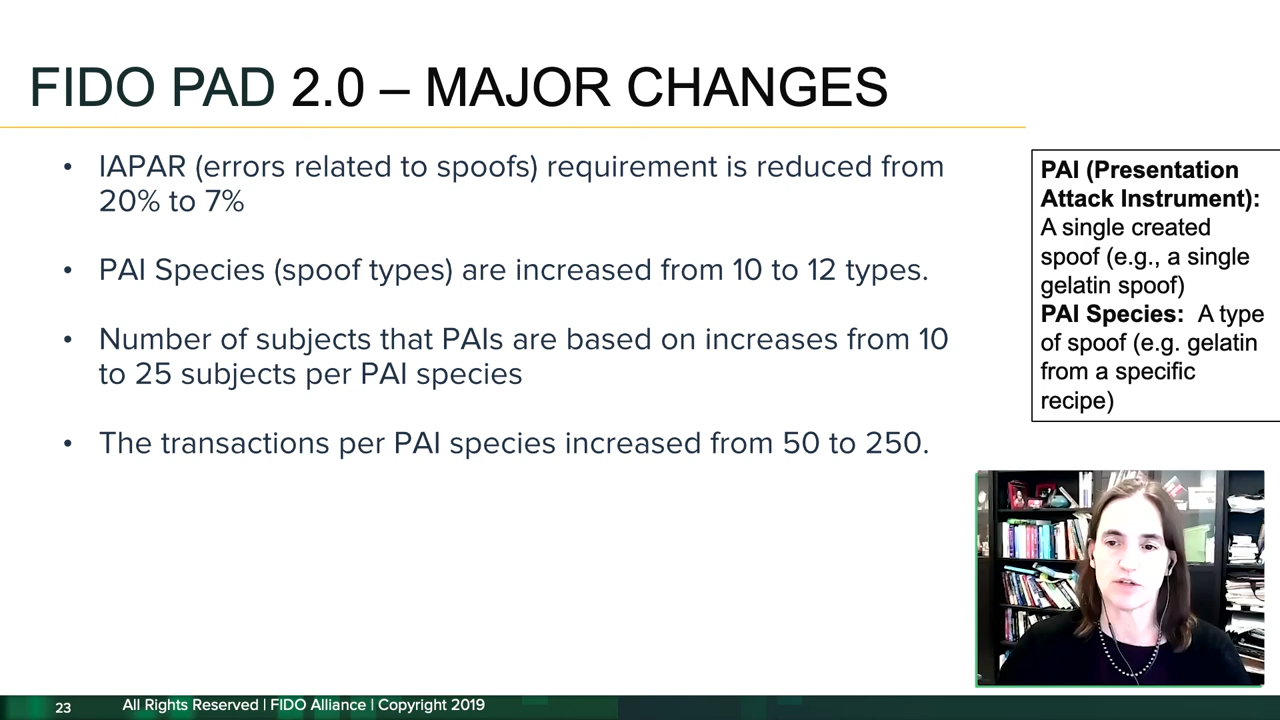 FIDO PAD 2.0 – MAJOR CHANGES
• IAPAR (errors related to spoofs) requirement is reduced from
20% to 7%
• PAI Species (spoof types) are increased from 10 to 12 types.
• Number of subjects that PAIs are based on increases from 10
to 25 subjects per PAI species
• The transactions per PAI species increased from 50 to 250.
PAI (Presentation
Attack Instrument):
A single created
spoof (e.g., a single
gelatin spoof)
PAI Species: A type
of spoof (e.g. gelatin
from a specific
recipe)
23 All Rights Reserved | FIDO Alliance | Copyright 2019